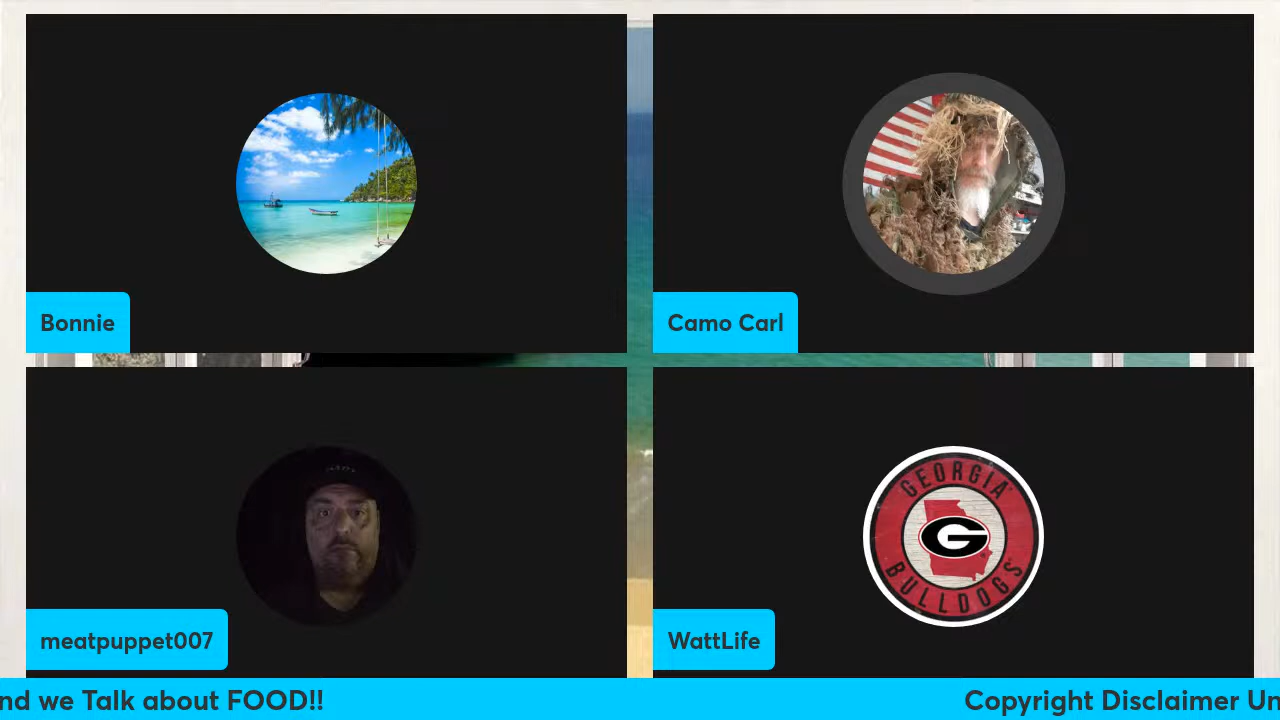 Bonnie
Camo Carl
meatpuppet007
GEORGIA
G
BULLDOGS
WattLife
nd we Talk about FOOD!!
Copyright Disclaimer Un